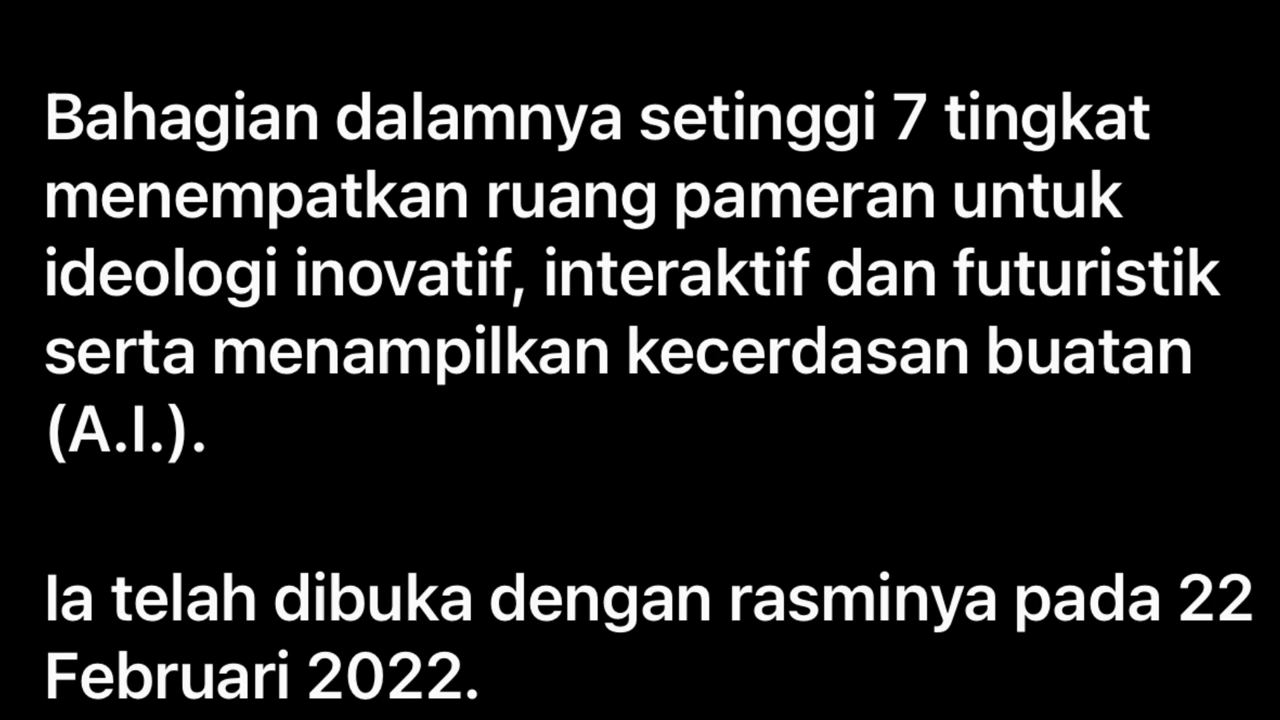 Bahagian dalamnya setinggi 7 tingkat
menempatkan ruang pameran untuk
ideologi inovatif, interaktif dan futuristik
serta menampilkan kecerdasan buatan
(A.I.).
Ia telah dibuka dengan rasminya pada 22
Februari 2022.